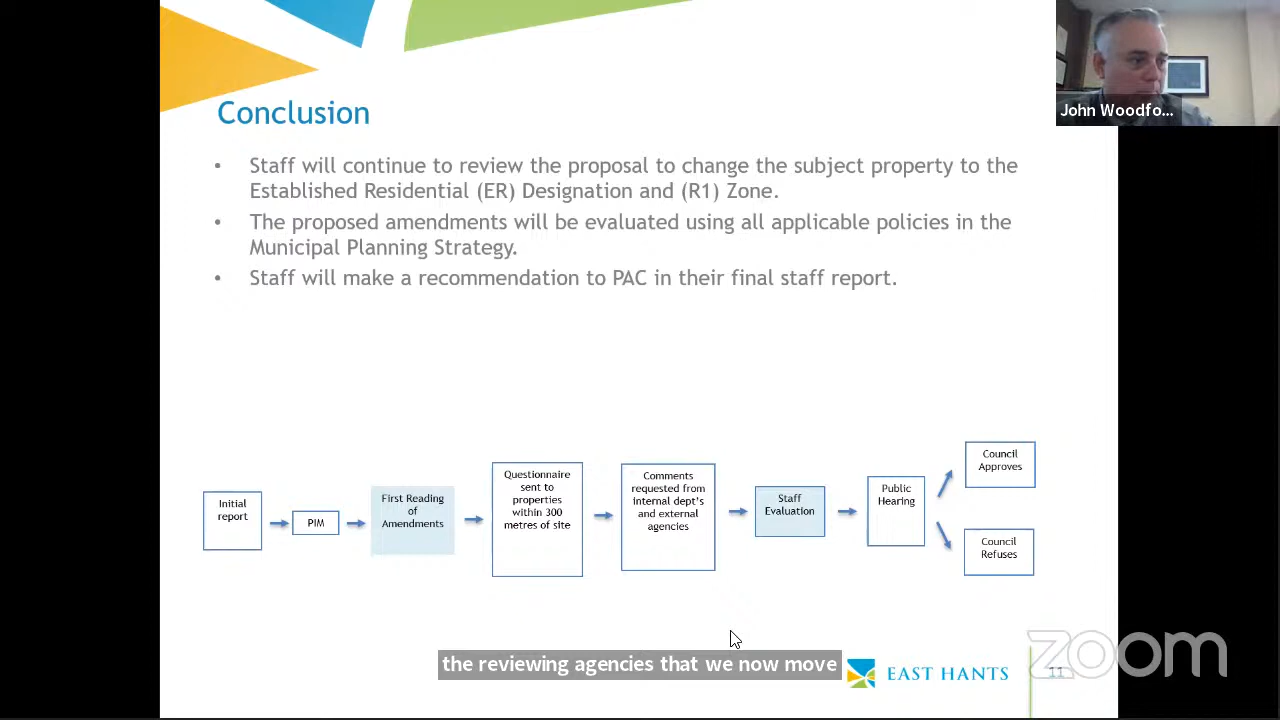 John Woodfo...
Conclusion
• Staff will continue to review the proposal to change the subject property to the
Established Residential (ER) Designation and (R1) Zone.
• The proposed amendments will be evaluated using all applicable policies in the
Municipal Planning Strategy.
• Staff will make a recommendation to PAC in their final staff report.
Initial
report
PIM
First Reading
of
Amendments
Questionnaire
sent to
properties
within 300
metres of site
Comments
requested from
internal dept's
and external
agencies
Staff
Evaluation
Public
Hearing
Council
Approves
Council
Refuses
the reviewing agencies that we now move
EAST HANTS
11
zoom